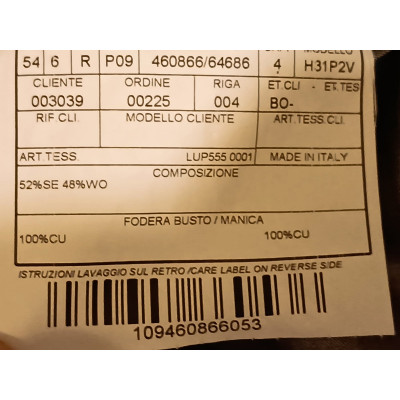 54 6 R P09 460866/64686 4 H31P2V
CLIENTE ORDINE RIGA ET.CLI - ET.TES
003039 00225 004 BO-
RIF.CLI. MODELLO CLIENTE ART.TESS.CLI.
ART.TESS. LUP555 0001 MADE IN ITALY
COMPOSIZIONE
52%SE 48%WO
FODERA BUSTO / MANICA
100%CU 100%CU
ISTRUZIONI LAVAGGIO SUL RETRO /CARE LABEL ON REVERSE SIDE
109460866053